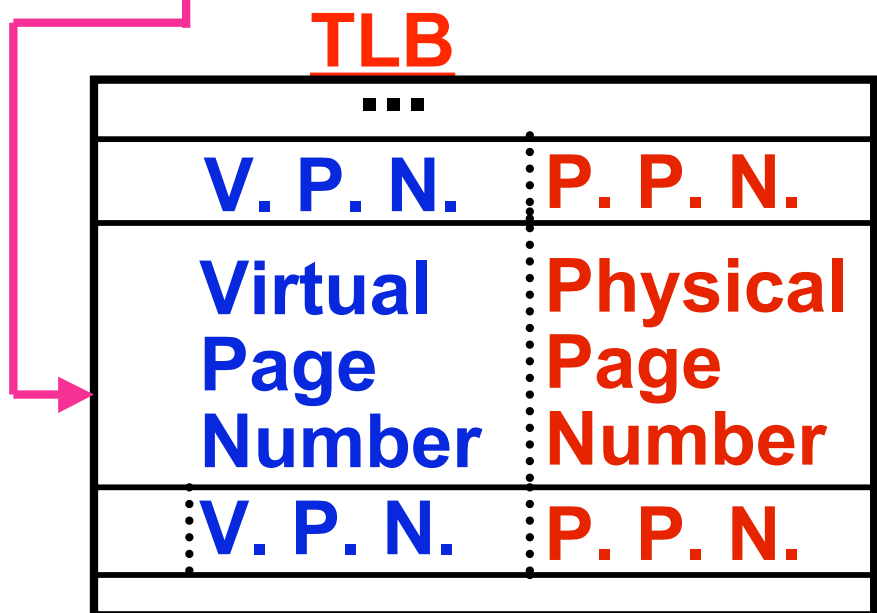 TLB
...
V. P. N. P. P. N.
Virtual Physical
Page Page
Number Number
V. P. N. P. P. N.